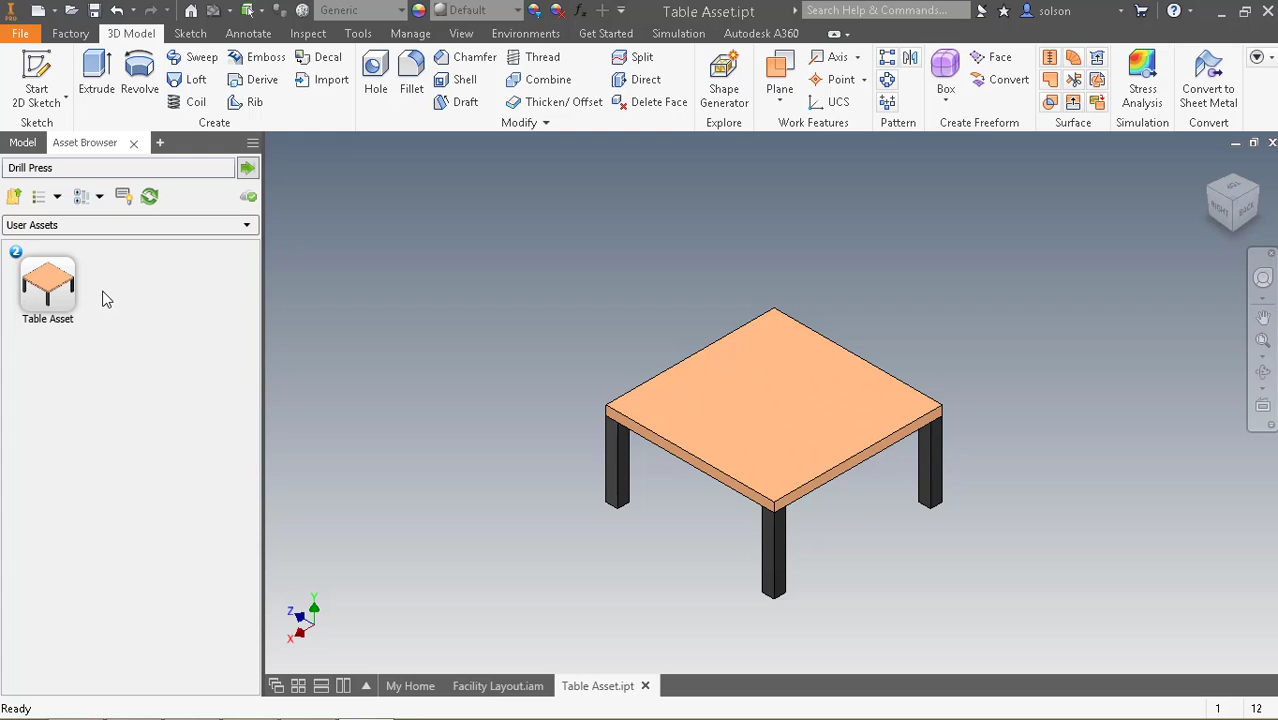 Generic
Default
Table Asset.ipt
Search Help & Commands...
solson
PRO
File
Factory
3D Model
Sketch
Annotate
Inspect
Tools
Manage
View
Environments
Get Started
Simulation
Autodesk A360
Start
2D Sketch
Extrude
Revolve
Sweep
Emboss
Decal
Loft
Derive
Import
Coil
Rib
Hole
Fillet
Chamfer
Thread
Split
Shell
Combine
Direct
Draft
Thicken/ Offset
Delete Face
Shape
Generator
Plane
Axis
Point
UCS
Box
Face
Convert
Stress
Analysis
Convert to
Sheet Metal
Sketch
Create
Modify
Explore
Work Features
Pattern
Create Freeform
Surface
Simulation
Convert
Model
Asset Browser
Drill Press
User Assets
2
Table Asset
TOP
RIGHT
BACK
Y
Z
X
My Home
Facility Layout.iam
Table Asset.ipt
Ready
1
12